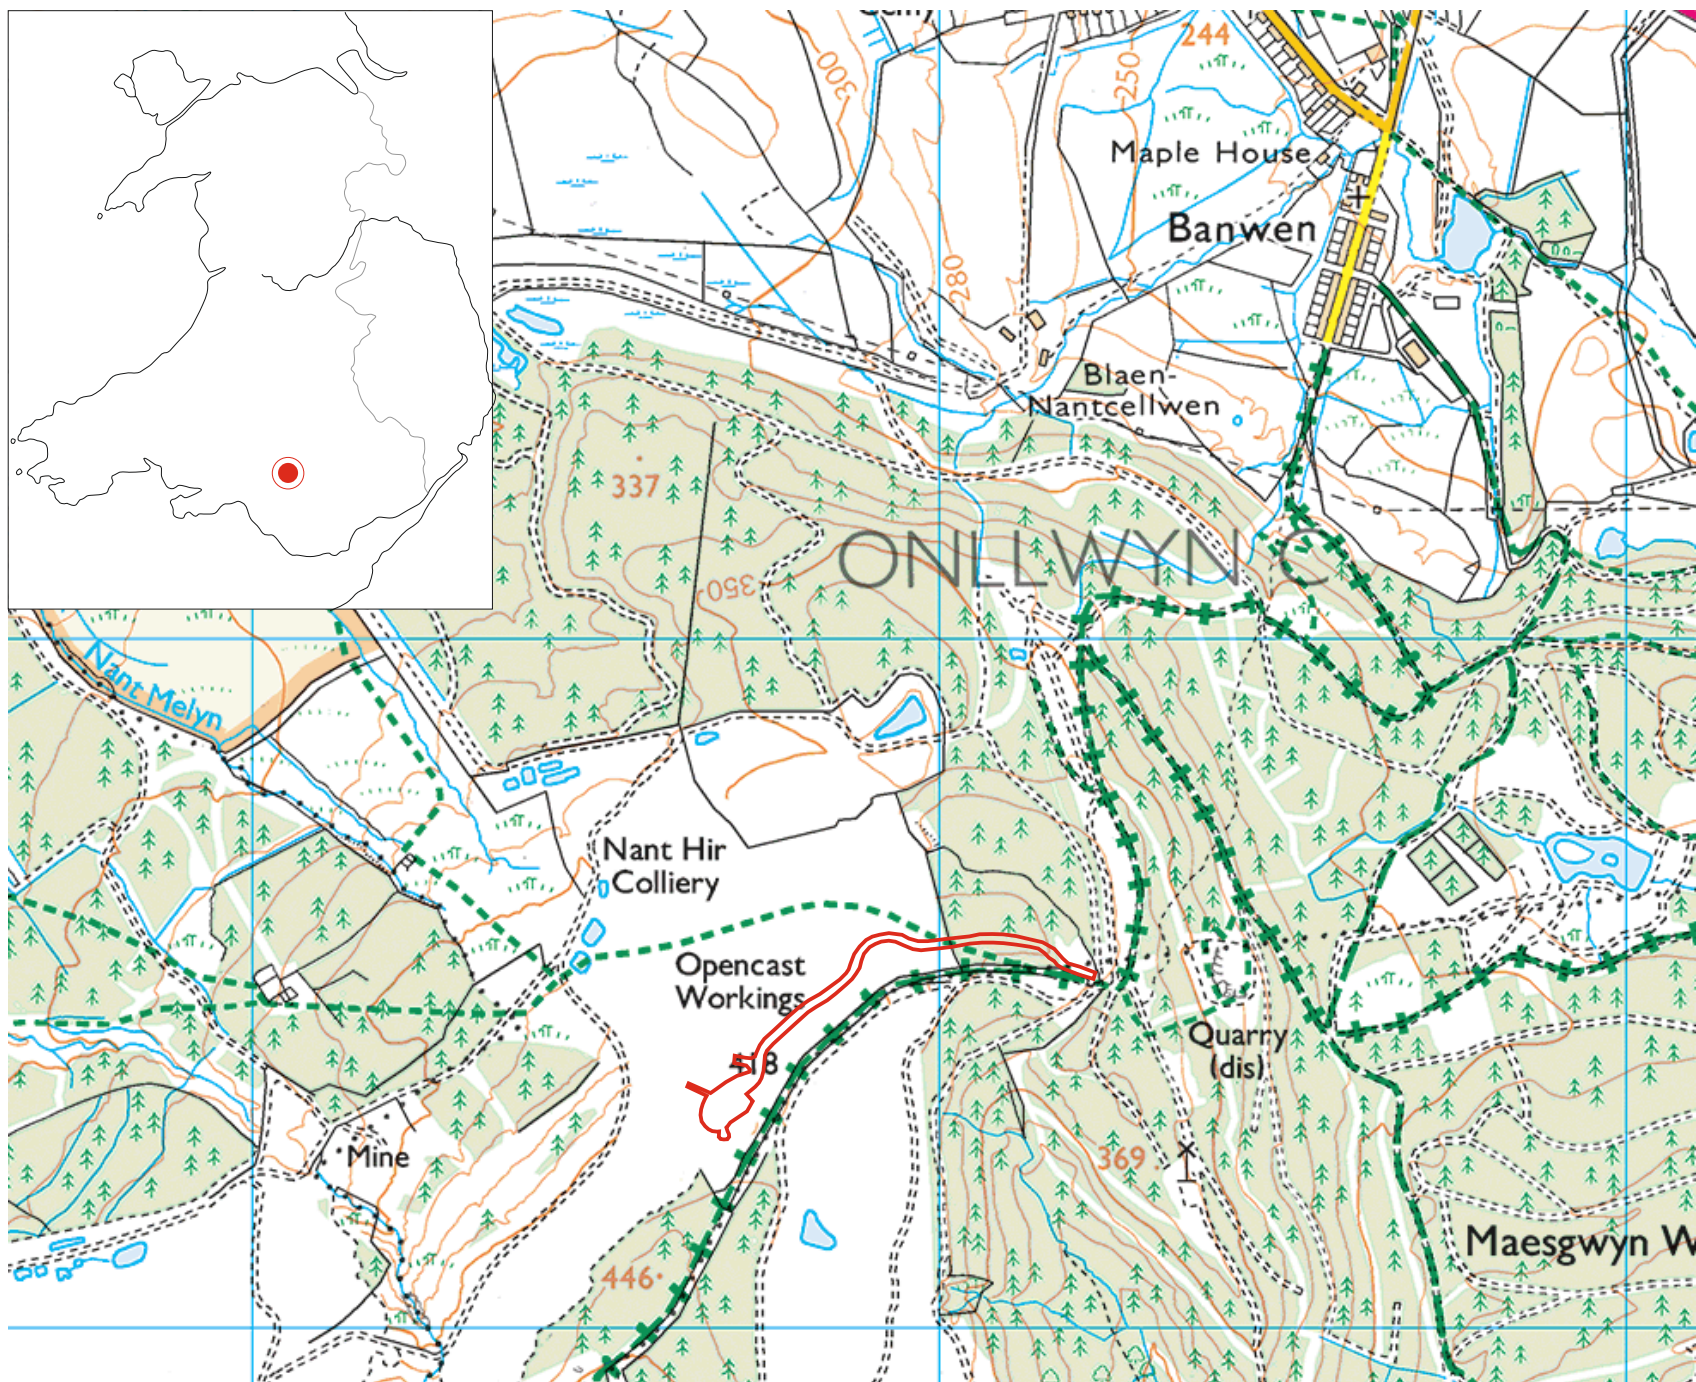 244
300
250
Maple House
Banwen
280
Blaen-
Nantcellwen
337
ONLLWYN C
350
Nant Melyn
Nant Hir
Colliery
Opencast
Workings
418
Quarry
(dis)
Mine
369
Maesgwyn W
446